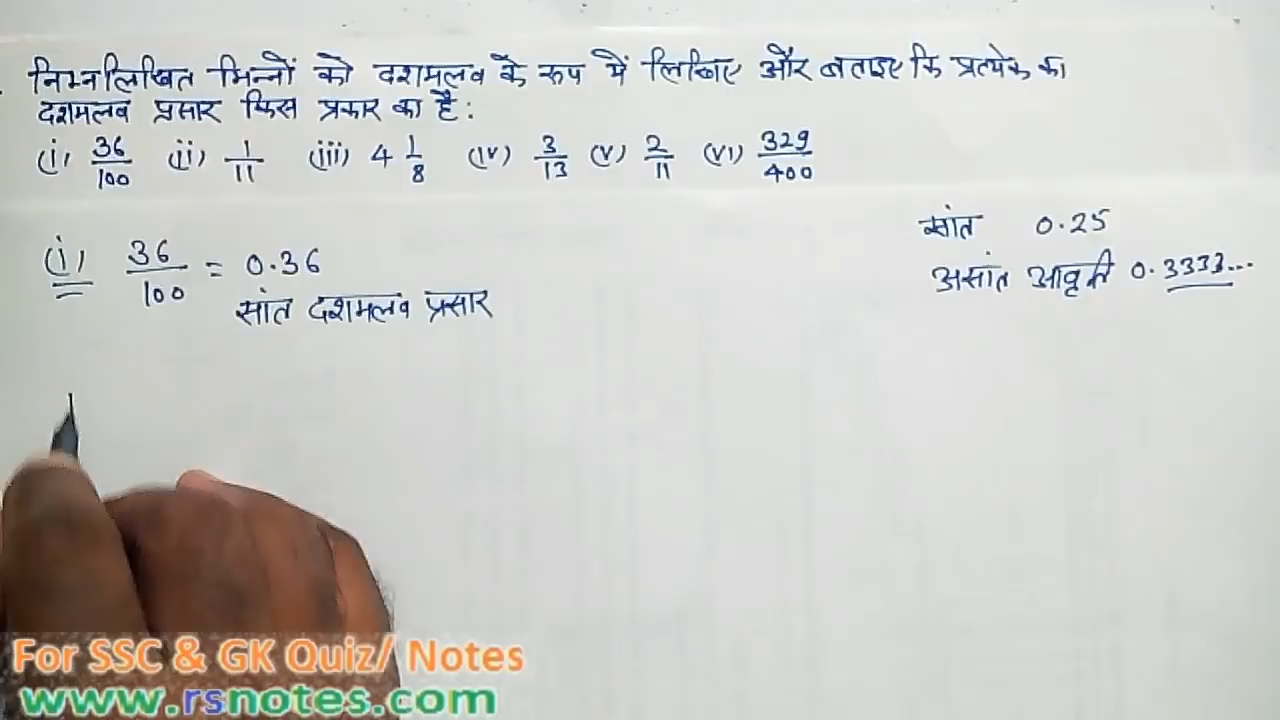 निम्नलिखित भिन्नों को दशमलव के रूप में लिखिए और बताइए कि प्रत्येक का
दशमलव प्रसार किस प्रकार का है:
(i) 36/100 (ii) 1/11 (iii) 4 1/8 (iv) 3/13 (v) 2/11 (vi) 329/400
सांत 0.25
असांत आवृती 0.3333...
(i) 36/100 = 0.36
सांत दशमलव प्रसार
For SSC & GK Quiz/ Notes
www.rsnotes.com